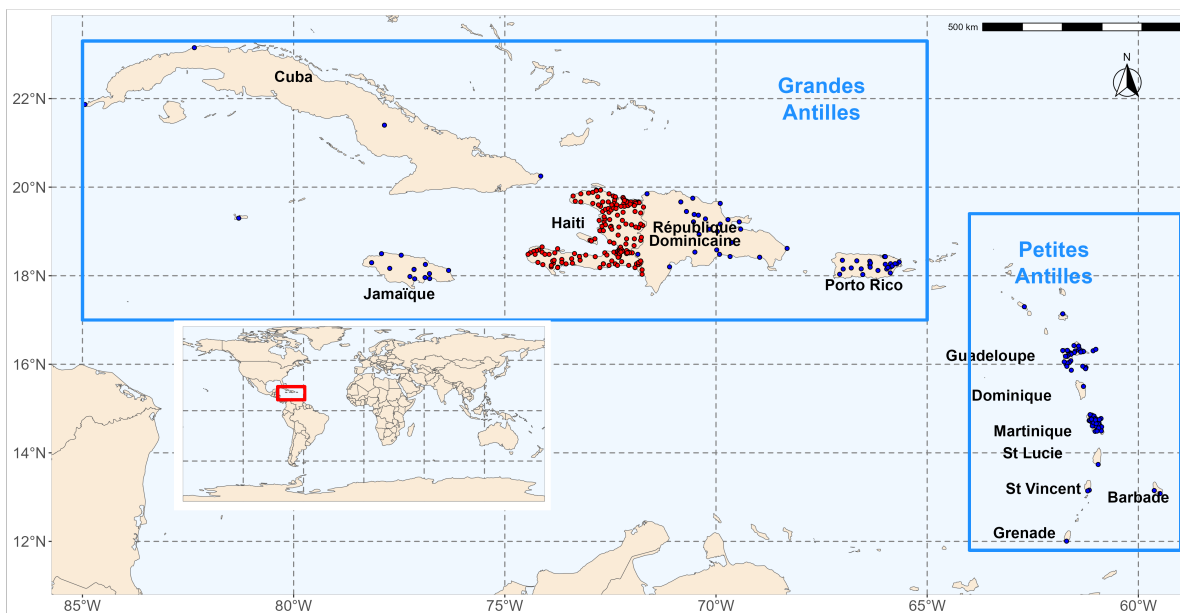 500 km
N
Grandes
Antilles
Cuba
22°N
20°N
Haiti
République
Dominicaine
Petites
Antilles
18°N
Jamaïque
Porto Rico
16°N
Guadeloupe
Dominique
14°N
Martinique
St Lucie
St Vincent
Barbade
12°N
Grenade
85°W
80°W
75°W
70°W
65°W
60°W